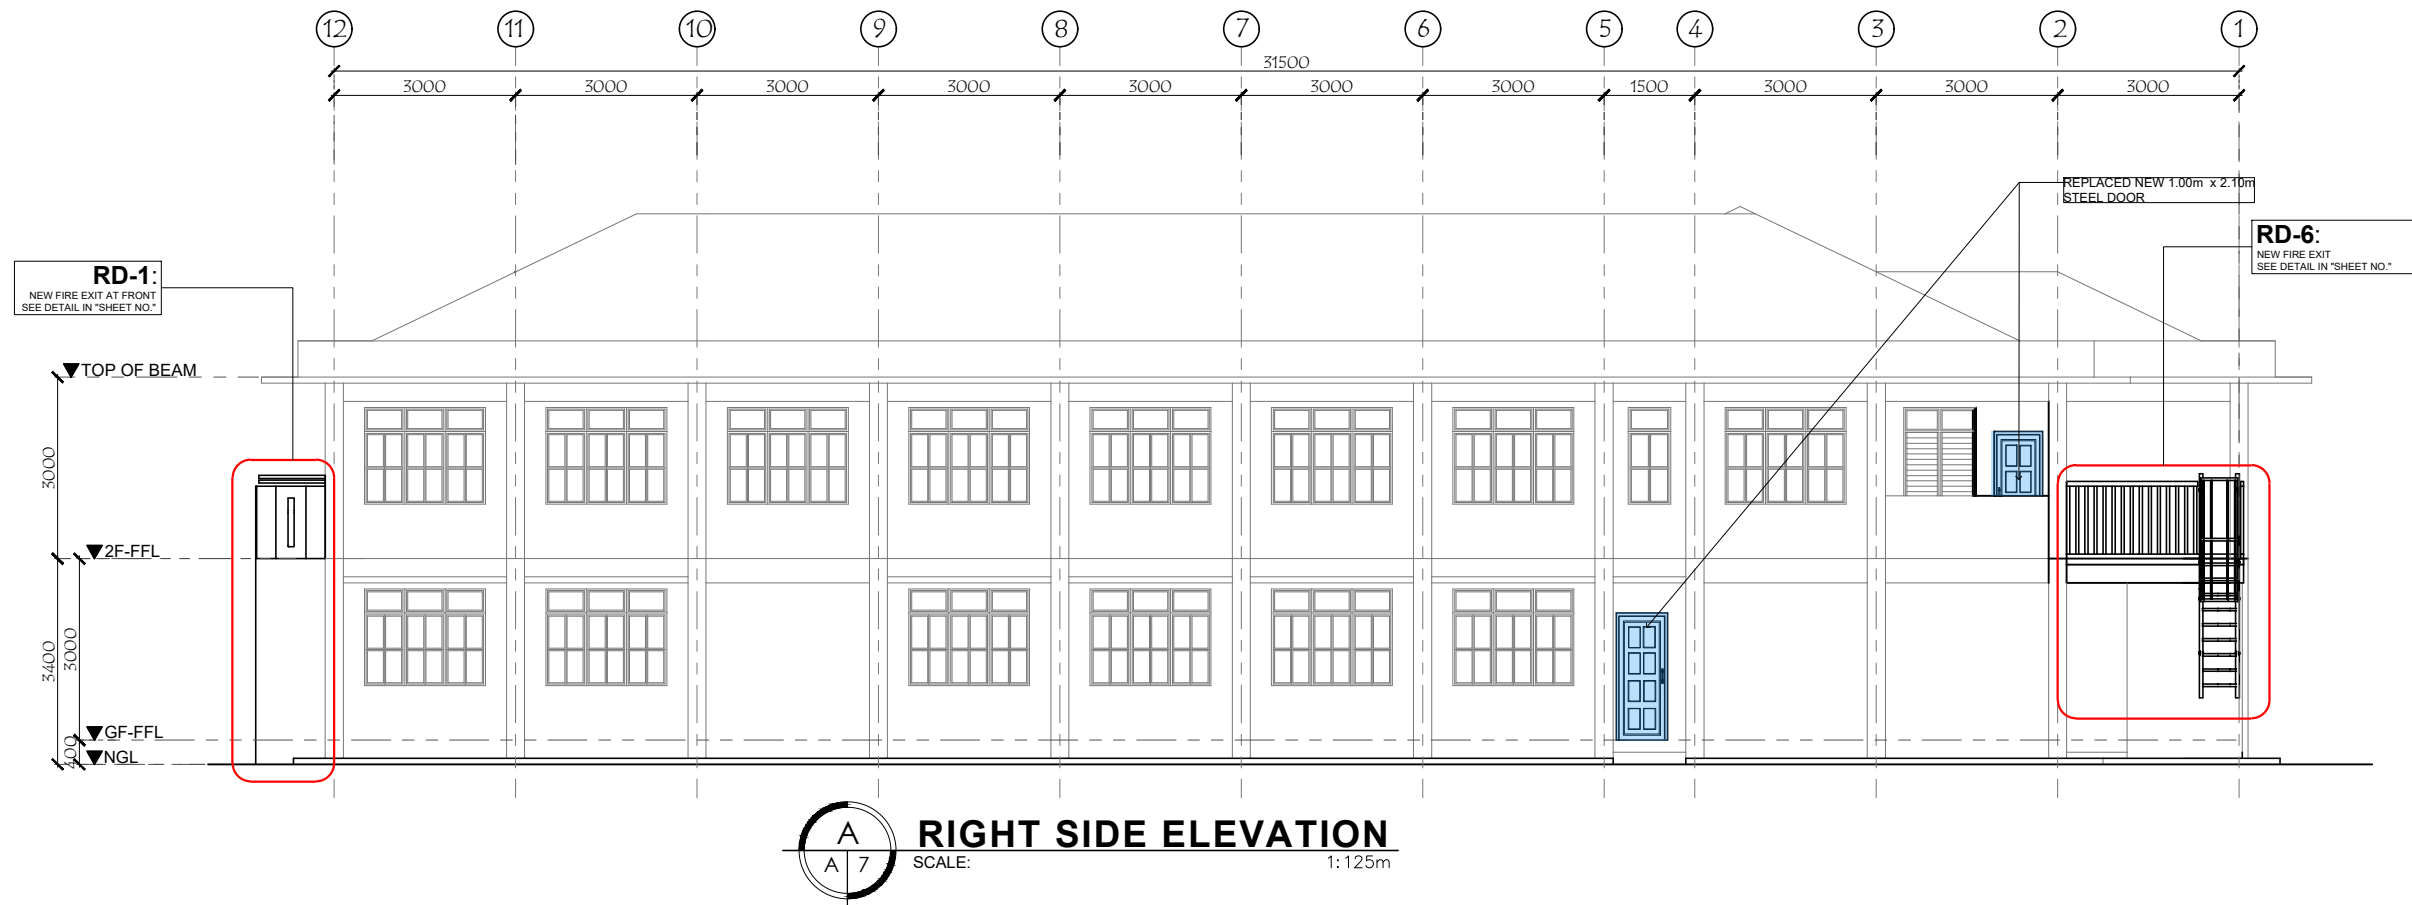 12 11 10 9 8 7 6 5 4 3 2 1
31500
3000 3000 3000 3000 3000 3000 3000 1500 3000 3000 3000
REPLACED NEW 1.00m x 2.10m
STEEL DOOR
RD-6:
NEW FIRE EXIT
SEE DETAIL IN "SHEET NO."
RD-1:
NEW FIRE EXIT AT FRONT
SEE DETAIL IN "SHEET NO."
TOP OF BEAM
3000
2F-FFL
3400
3000
GF-FFL
400
NGL
A
A 7
RIGHT SIDE ELEVATION
SCALE: 1:125m